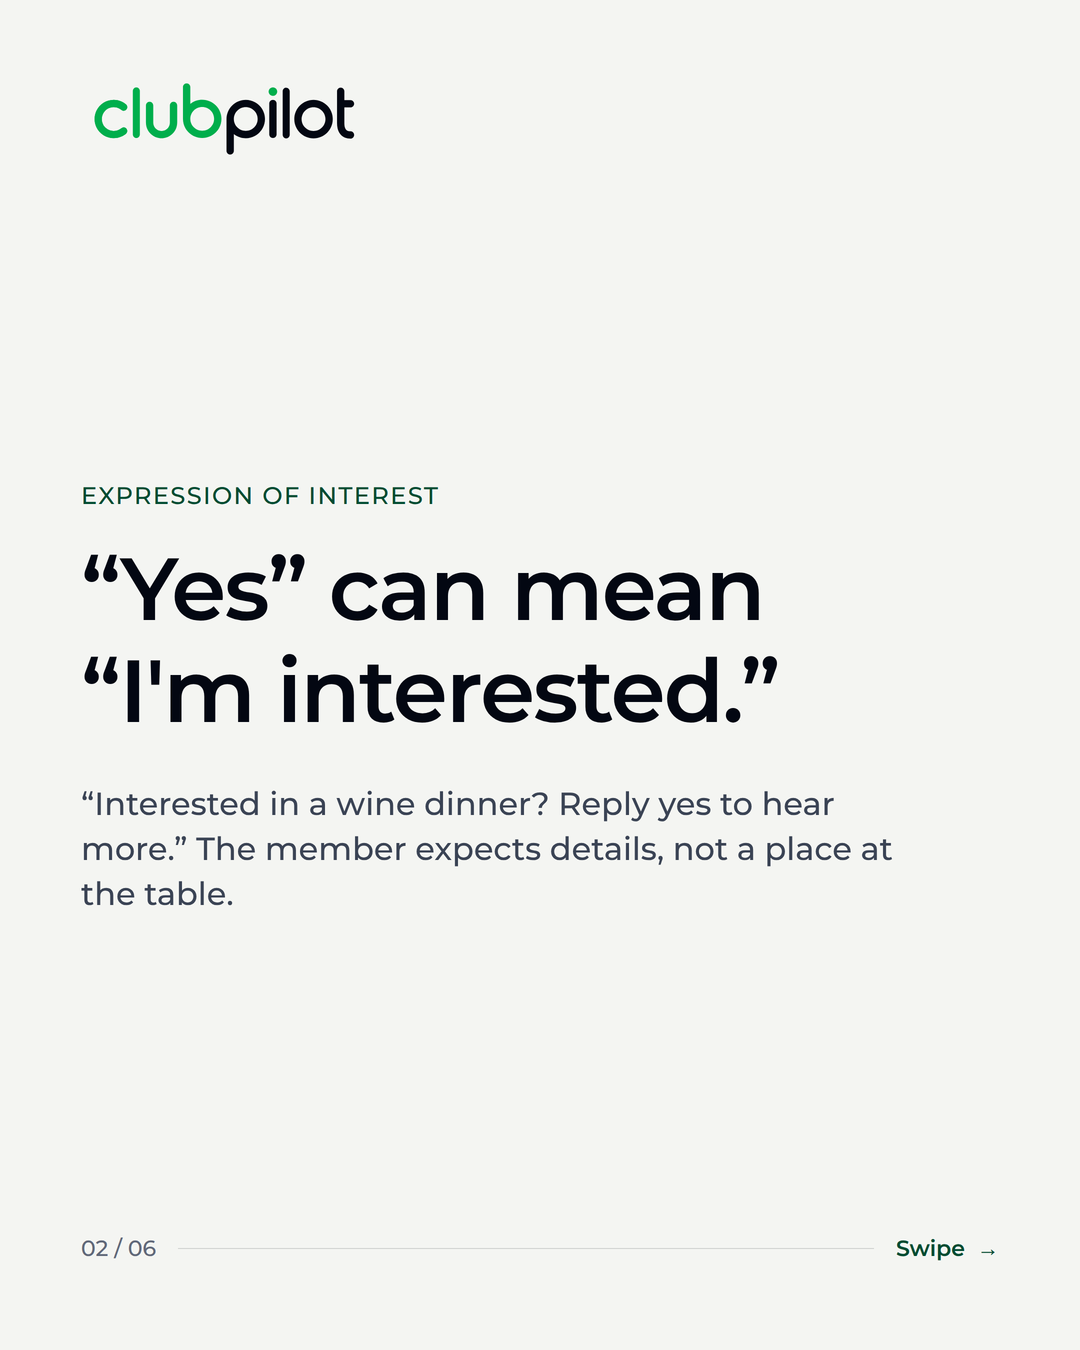 clubpilot
EXPRESSION OF INTEREST
“Yes” can mean
“I'm interested.”
“Interested in a wine dinner? Reply yes to hear
more.” The member expects details, not a place at
the table.
02 / 06
Swipe →